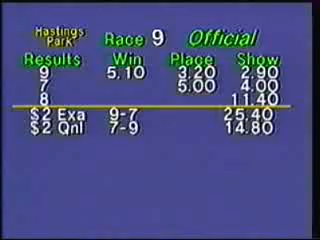 Hastings Park Race 9 Official
Results Win Place Show
9 5.10 3.20 2.90
7 5.00 4.00
8 11.40
$2 Exa 9-7 25.40
$2 Qnl 7-9 14.80